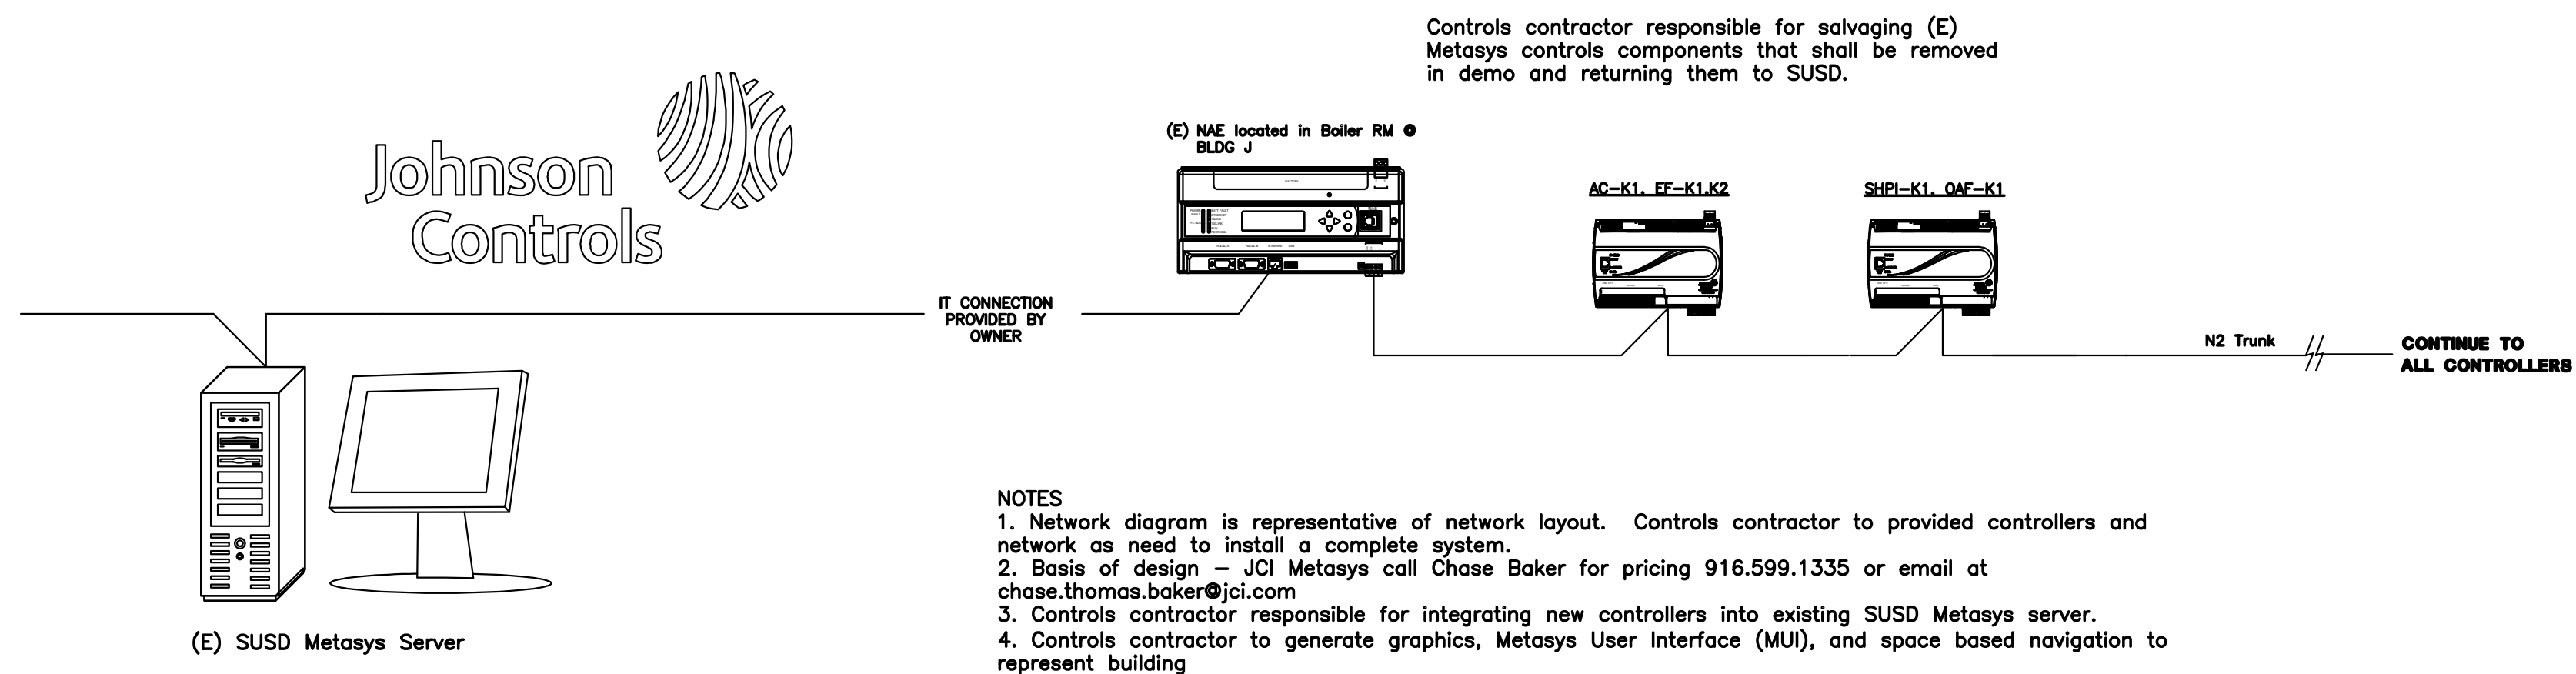 Controls contractor responsible for salvaging (E)
Metasys controls components that shall be removed
in demo and returning them to SUSD.
Johnson
Controls
(E) NAE located in Boiler RM @
BLDG J
BATTERY
AC-K1, EF-K1,K2
SHPI-K1, OAF-K1
IT CONNECTION
PROVIDED BY
OWNER
N2 Trunk
CONTINUE TO
ALL CONTROLLERS
(E) SUSD Metasys Server
NOTES
1. Network diagram is representative of network layout. Controls contractor to provided controllers and
network as need to install a complete system.
2. Basis of design – JCI Metasys call Chase Baker for pricing 916.599.1335 or email at
chase.thomas.baker@jci.com
3. Controls contractor responsible for integrating new controllers into existing SUSD Metasys server.
4. Controls contractor to generate graphics, Metasys User Interface (MUI), and space based navigation to
represent building